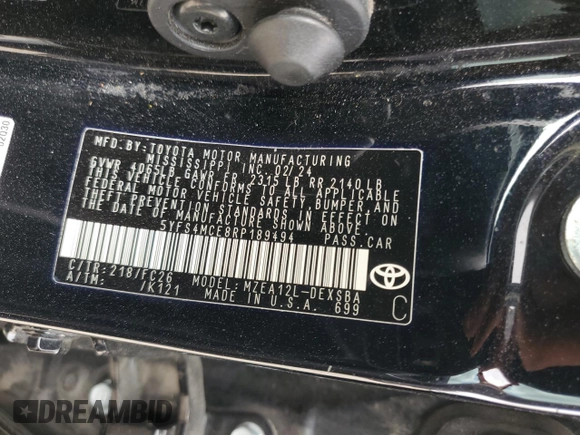 MFD.BY:TOYOTA MOTOR MANUFACTURING
MISSISSIPPI, INC. 02/24
GVWR 4065LB GAWR FR 2315LB RR 2140LB
THIS VEHICLE CONFORMS TO ALL APPLICABLE
FEDERAL MOTOR VEHICLE SAFETY,BUMPER AND
THEFT PREVENTION STANDARDS IN EFFECT ON
THE DATE OF MANUFACTURE SHOWN ABOVE.
5YFS4MCE8RP189494 PASS.CAR
C/TR:218/FC26 MODEL:MZEA12L-DEXSBA
A/TM: /K121 MADE IN U.S.A. 699
C
02030
DREAMBID